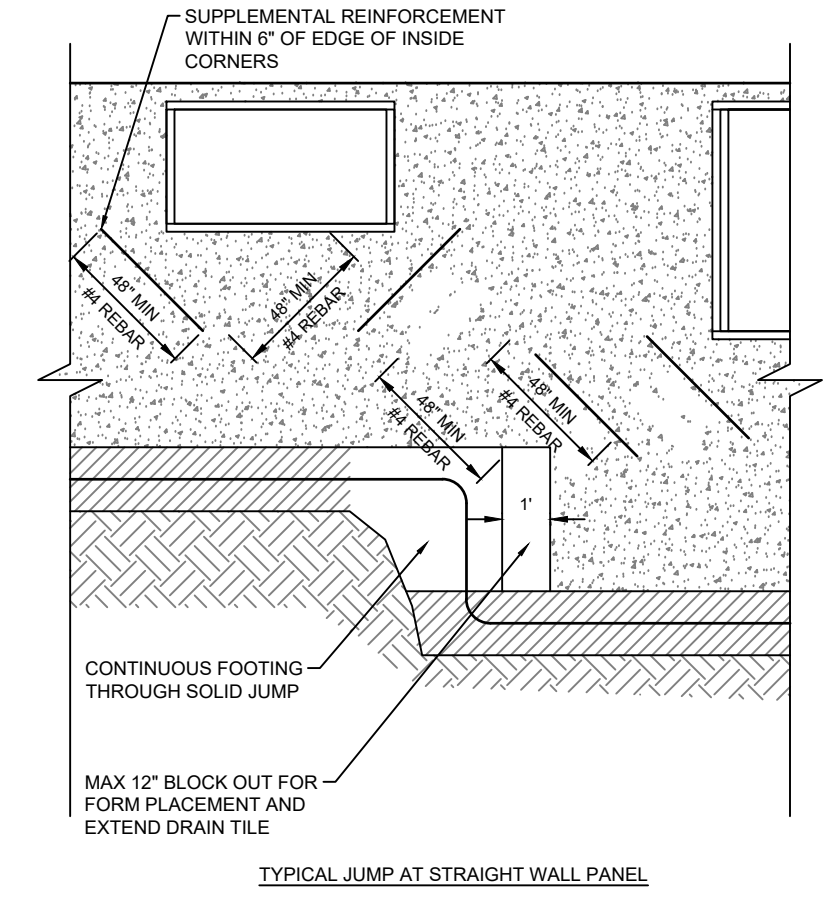 SUPPLEMENTAL REINFORCEMENT
WITHIN 6" OF EDGE OF INSIDE
CORNERS
48" MIN
#4 REBAR
48" MIN
#4 REBAR
48" MIN
#4 REBAR
48" MIN
#4 REBAR
1'
CONTINUOUS FOOTING
THROUGH SOLID JUMP
MAX 12" BLOCK OUT FOR
FORM PLACEMENT AND
EXTEND DRAIN TILE
TYPICAL JUMP AT STRAIGHT WALL PANEL